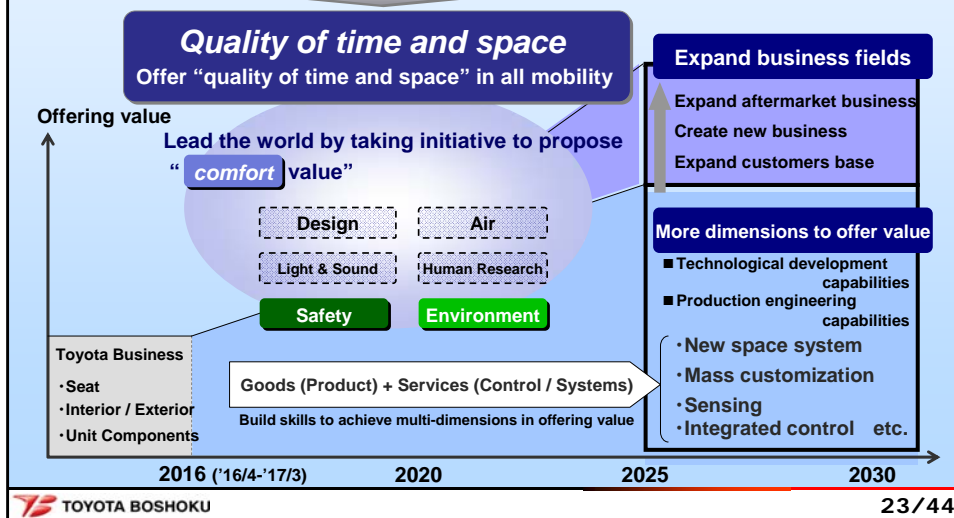 Quality of time and space
Offer “quality of time and space” in all mobility
Expand business fields
Expand aftermarket business
Create new business
Expand customers base
Offering value
Lead the world by taking initiative to propose
“ comfort value”
Design
Air
Light & Sound
Human Research
Safety
Environment
More dimensions to offer value
■Technological development
capabilities
■Production engineering
capabilities
・New space system
・Mass customization
・Sensing
・Integrated control etc.
Toyota Business
・Seat
・Interior / Exterior
・Unit Components
Goods (Product) + Services (Control / Systems)
Build skills to achieve multi-dimensions in offering value
2016 (’16/4-’17/3)
2020
2025
2030
TOYOTA BOSHOKU
23/44